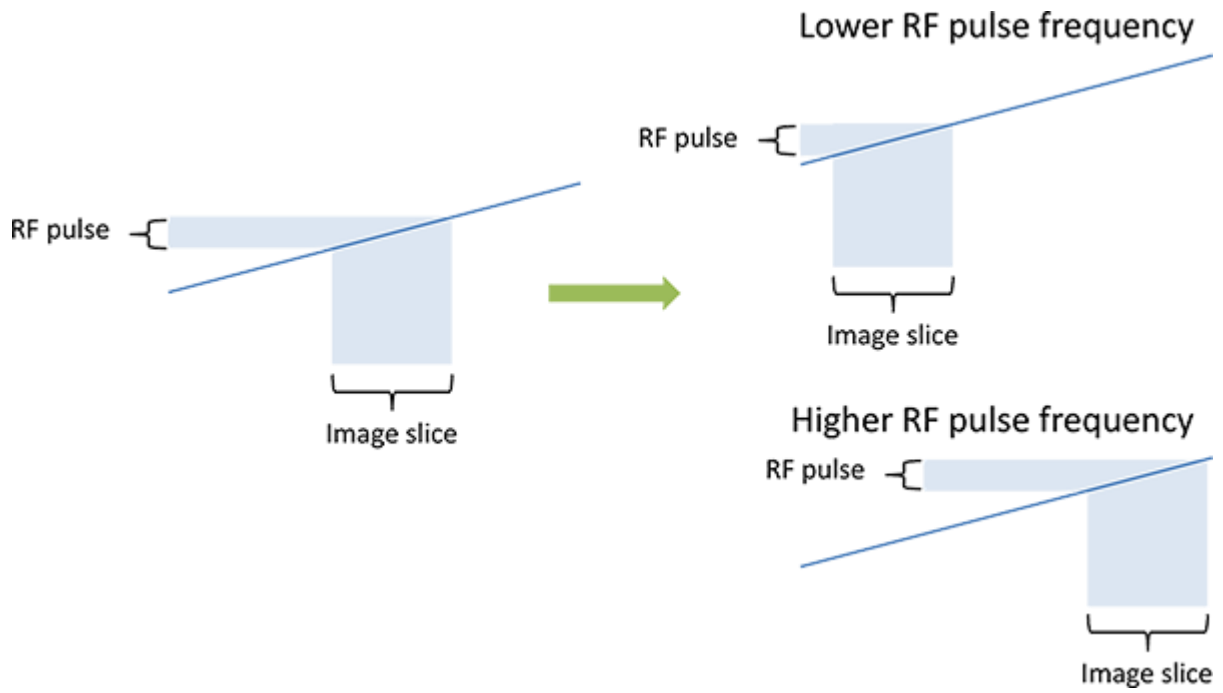 RF pulse
Image slice
Lower RF pulse frequency
RF pulse
Image slice
Higher RF pulse frequency
RF pulse
Image slice